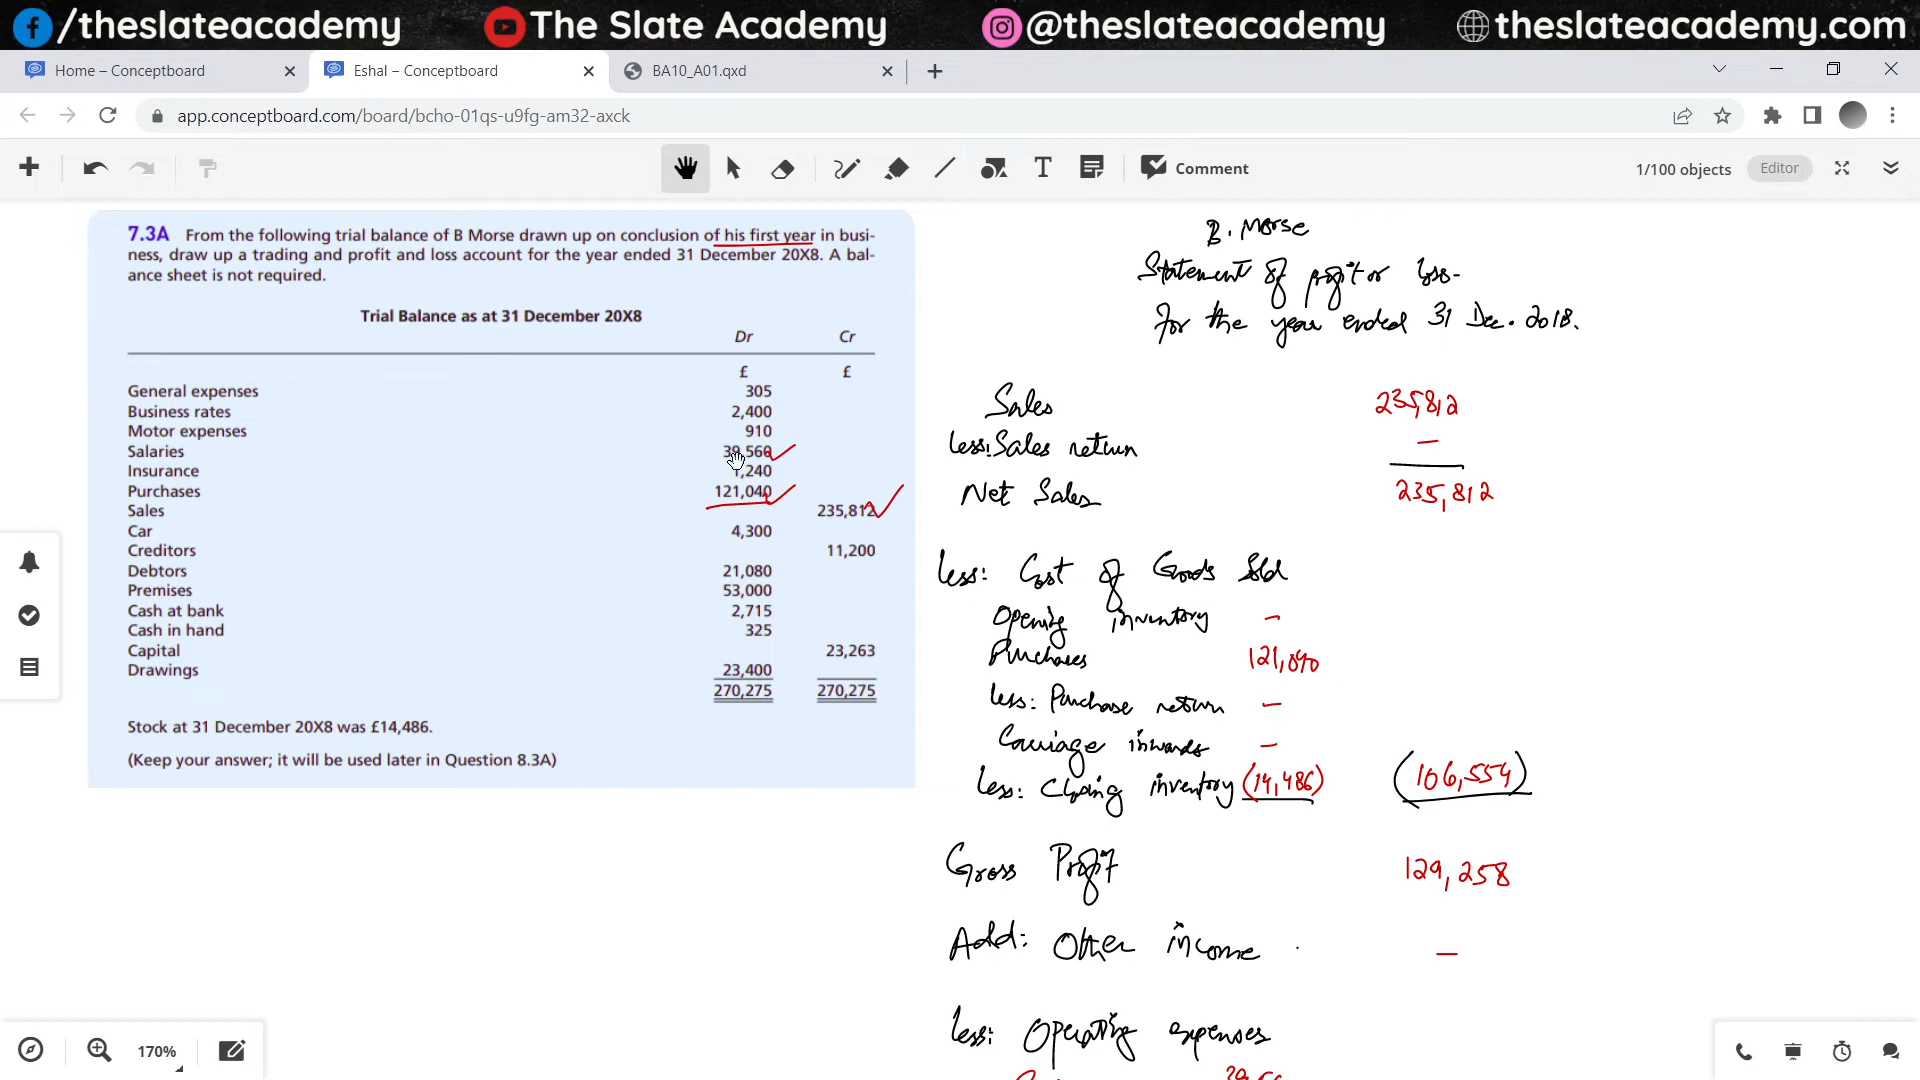 /theslateacademy The Slate Academy @theslateacademy theslateacademy.com
Home – Conceptboard Eshal – Conceptboard BA10_A01.qxd
app.conceptboard.com/board/bcho-01qs-u9fg-am32-axck
Comment 1/100 objects Editor
7.3A From the following trial balance of B Morse drawn up on conclusion of his first year in busi-
ness, draw up a trading and profit and loss account for the year ended 31 December 20X8. A bal-
ance sheet is not required.
Trial Balance as at 31 December 20X8
Dr Cr
£ £
General expenses 305
Business rates 2,400
Motor expenses 910
Salaries 39,560
Insurance 1,240
Purchases 121,040
Sales 235,812
Car 4,300
Creditors 11,200
Debtors 21,080
Premises 53,000
Cash at bank 2,715
Cash in hand 325
Capital 23,263
Drawings 23,400
270,275 270,275
Stock at 31 December 20X8 was £14,486.
(Keep your answer; it will be used later in Question 8.3A)
B. Morse
Statement of profit or loss
For the year ended 31 Dec. 2018.
Sales 235,812
less: Sales return –
Net Sales 235,812
less: Cost of Goods Sold
Opening inventory –
Purchases 121,040
less: Purchase return –
Carriage inwards –
less: Closing inventory (14,486) (106,554)
Gross Profit 129,258
Add: Other income –
less: Operating expenses
170%